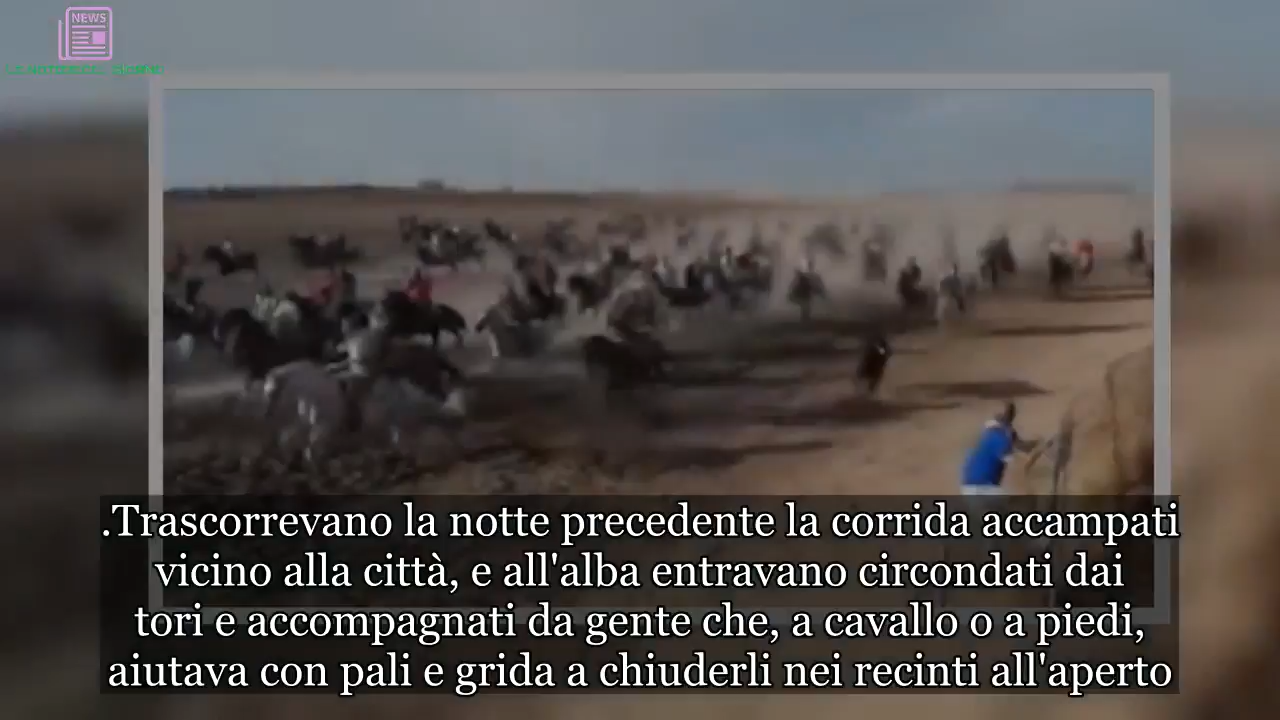 NEWS
.Trascorrevano la notte precedente la corrida accampati
vicino alla città, e all'alba entravano circondati dai
tori e accompagnati da gente che, a cavallo o a piedi,
aiutava con pali e grida a chiuderli nei recinti all'aperto